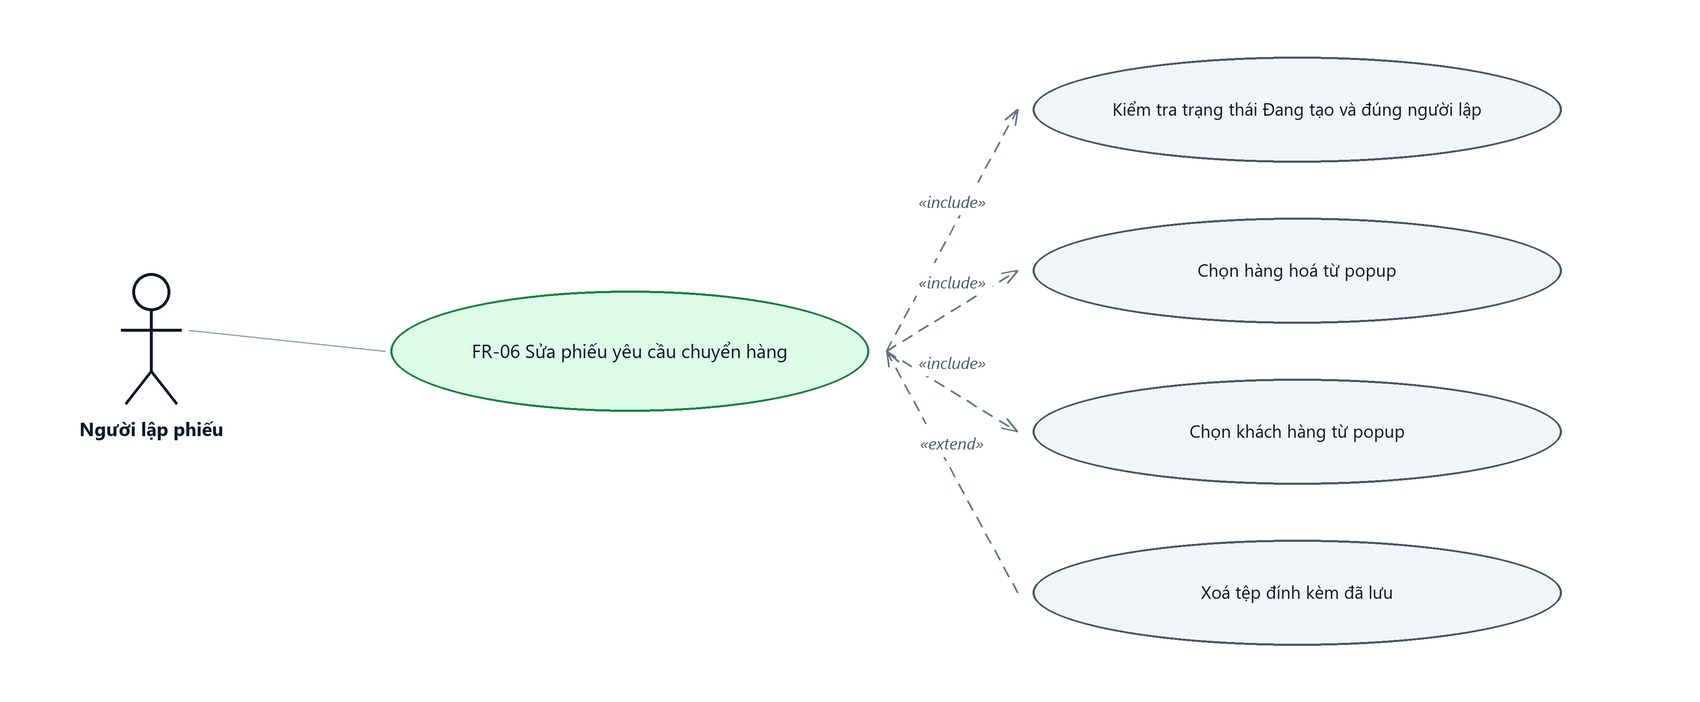 Kiểm tra trạng thái Đang tạo và đúng người lập
«include»
Chọn hàng hoá từ popup
«include»
FR-06 Sửa phiếu yêu cầu chuyển hàng
«include»
Người lập phiếu
Chọn khách hàng từ popup
«extend»
Xoá tệp đính kèm đã lưu